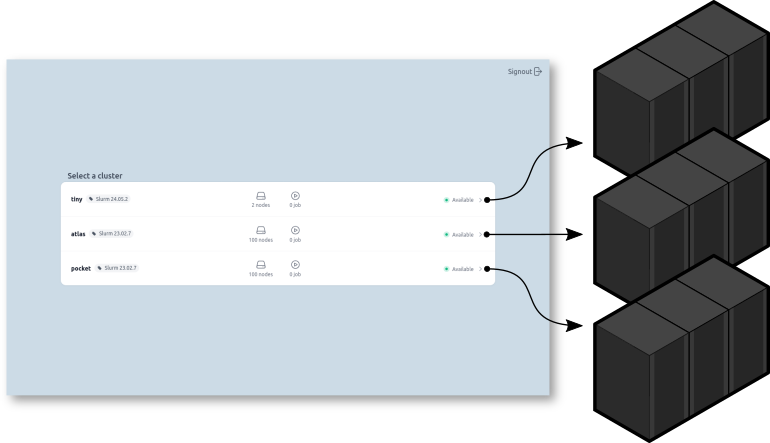 Signout
Select a cluster
tiny Slurm 24.05.2 2 nodes 0 job Available
atlas Slurm 23.02.7 100 nodes 0 job Available
pocket Slurm 23.02.7 100 nodes 0 job Available